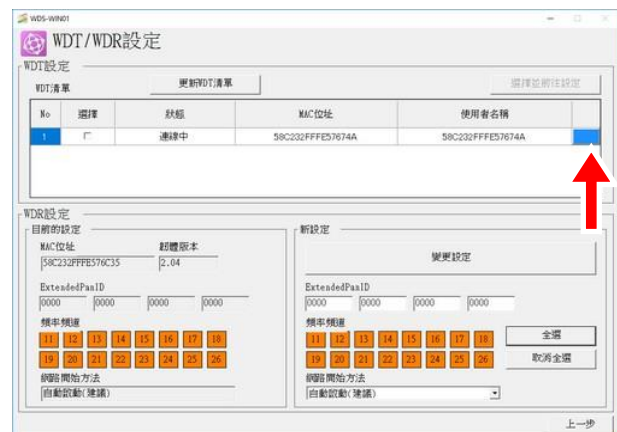 WDS-WIN01
WDT/WDR設定
WDT設定
WDT清單
更新WDT清單
選擇並前往設定
No 選擇 狀態 MAC位址 使用者名稱
1 連線中 58C232FFFE57674A 58C232FFFE57674A
WDR設定
目前的設定
MAC位址 韌體版本
58C232FFFE576C35 2.04
ExtendedPanID
0000 0000 0000 0000
頻率頻道
11 12 13 14 15 16 17 18
19 20 21 22 23 24 25 26
網路開始方法
自動啟動(建議)
新設定
變更設定
ExtendedPanID
0000 0000 0000 0000
頻率頻道
11 12 13 14 15 16 17 18 全選
19 20 21 22 23 24 25 26 取消全選
網路開始方法
自動啟動(建議)
上一步